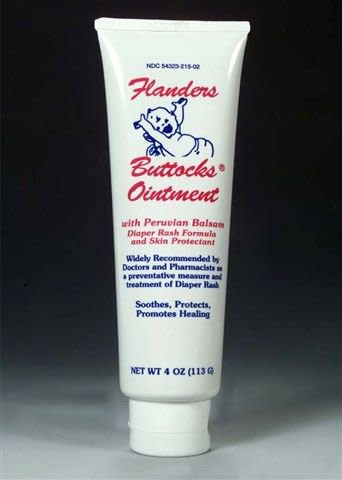 NDC 54323-215-02
Flanders
Buttocks®
Ointment
with Peruvian Balsam
Diaper Rash Formula
and Skin Protectant
Widely Recommended by
Doctors and Pharmacists as
a preventative measure and
treatment of Diaper Rash
Soothes, Protects,
Promotes Healing
NET WT 4 OZ (113 G)